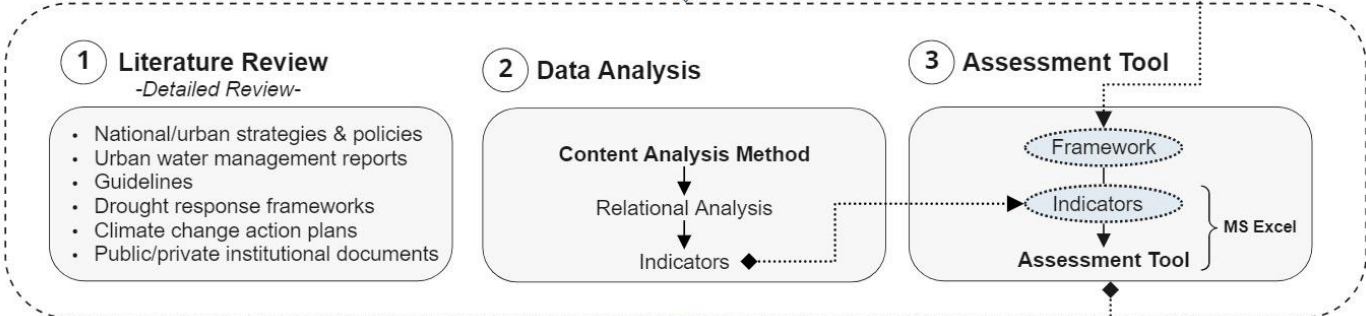 1 Literature Review
-Detailed Review-
• National/urban strategies & policies
• Urban water management reports
• Guidelines
• Drought response frameworks
• Climate change action plans
• Public/private institutional documents
2 Data Analysis
Content Analysis Method
Relational Analysis
Indicators
3 Assessment Tool
Framework
Indicators
MS Excel
Assessment Tool